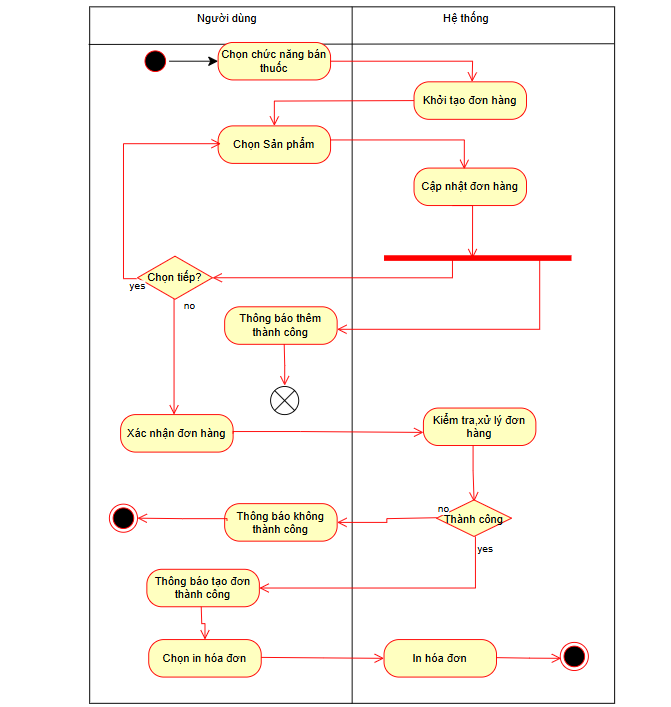 Người dùng
Hệ thống
Chọn chức năng bán
thuốc
Khởi tạo đơn hàng
Chọn Sản phẩm
Cập nhật đơn hàng
Chọn tiếp?
yes
no
Thông báo thêm
thành công
Xác nhận đơn hàng
Kiểm tra,xử lý đơn
hàng
no
Thành công
Thông báo không
thành công
yes
Thông báo tạo đơn
thành công
Chọn in hóa đơn
In hóa đơn